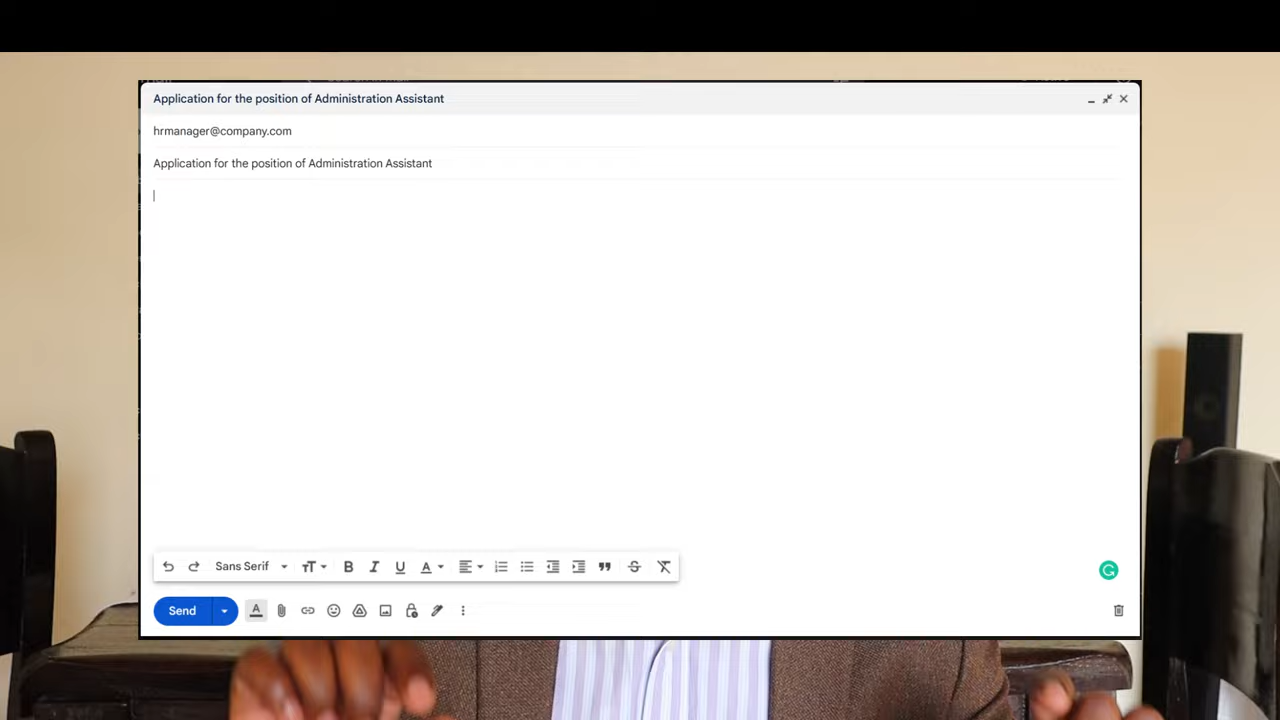 Application for the position of Administration Assistant
hrmanager@company.com
Application for the position of Administration Assistant
Sans Serif
Send